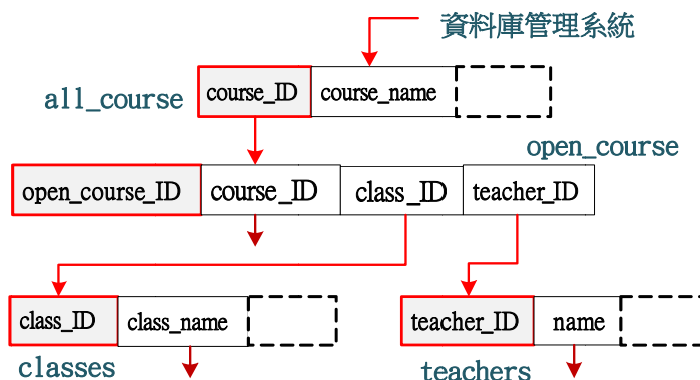 資料庫管理系統
all_course course_ID course_name
open_course
open_course_ID course_ID class_ID teacher_ID
class_ID class_name teacher_ID name
classes teachers